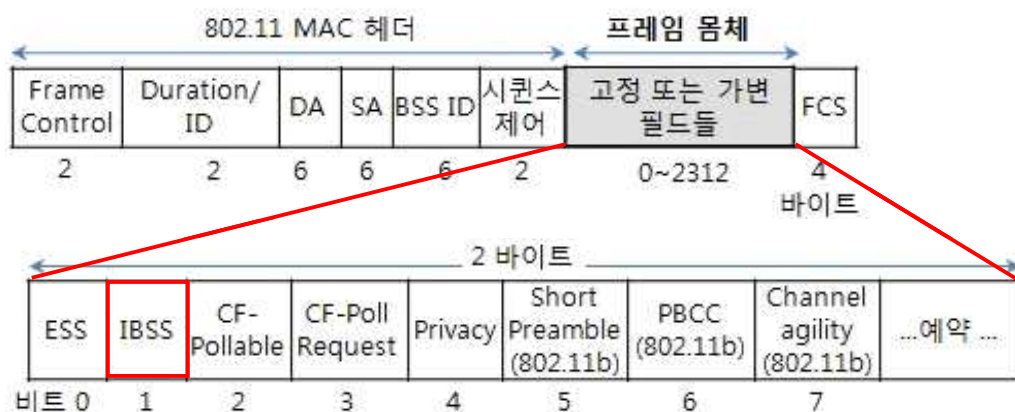 802.11 MAC 헤더 프레임 몸체
Frame Control
Duration/ ID
DA
SA
BSS ID
시퀀스 제어
고정 또는 가변 필드들
FCS
2 2 6 6 6 2 0~2312 4
바이트
2 바이트
ESS
IBSS
CF-Pollable
CF-Poll Request
Privacy
Short Preamble (802.11b)
PBCC (802.11b)
Channel agility (802.11b)
...예약 ...
비트 0 1 2 3 4 5 6 7